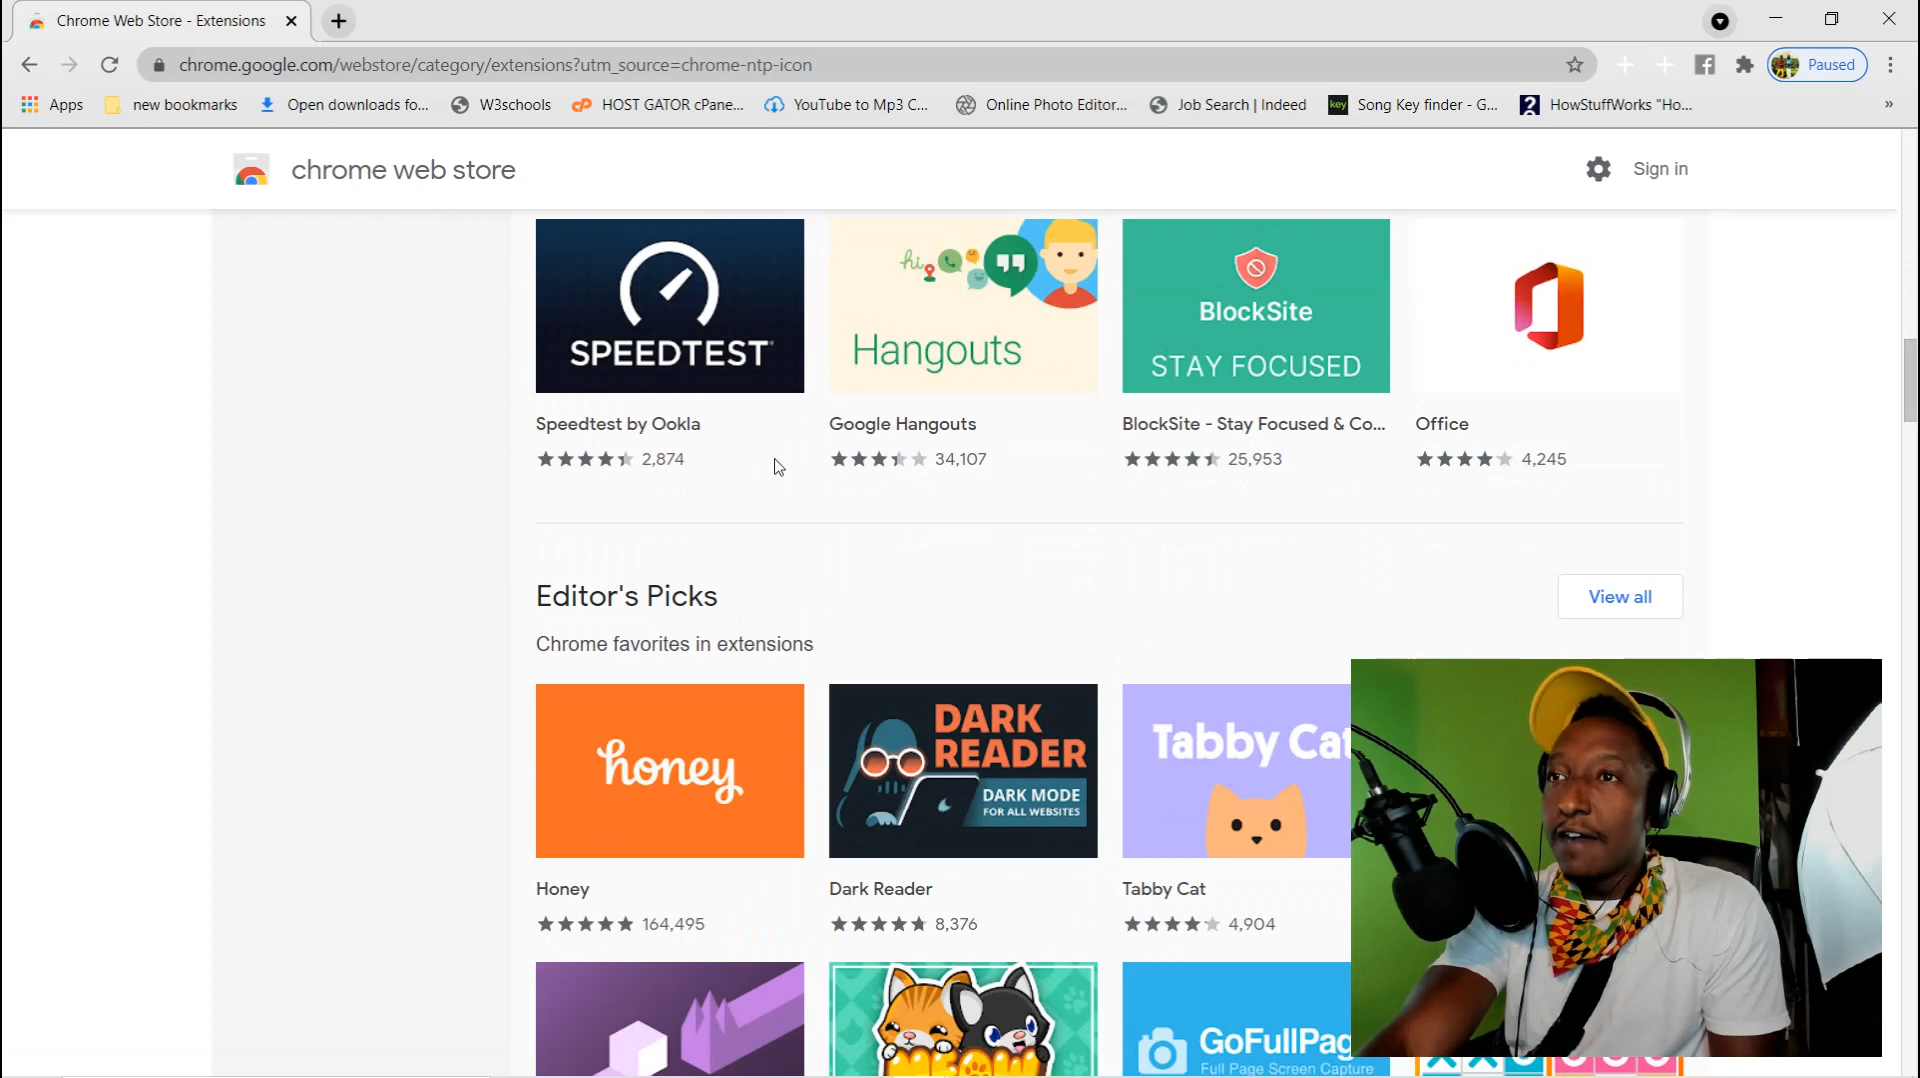 Chrome Web Store - Extensions
chrome.google.com/webstore/category/extensions?utm_source=chrome-ntp-icon
Paused
Apps
new bookmarks
Open downloads fo...
W3schools
cP
HOST GATOR cPane...
YouTube to Mp3 C...
Online Photo Editor...
Job Search | Indeed
key
Song Key finder - G...
?
HowStuffWorks "Ho...
»
chrome web store
Sign in
SPEEDTEST®
hi
Hangouts
BlockSite
STAY FOCUSED
Speedtest by Ookla
Google Hangouts
BlockSite - Stay Focused & Co...
Office
2,874
34,107
25,953
4,245
Editor's Picks
View all
Chrome favorites in extensions
honey
DARK
READER
DARK MODE
FOR ALL WEBSITES
Tabby Cat
Honey
Dark Reader
Tabby Cat
164,495
8,376
4,904
GoFullPag
Full Page Screen Capture